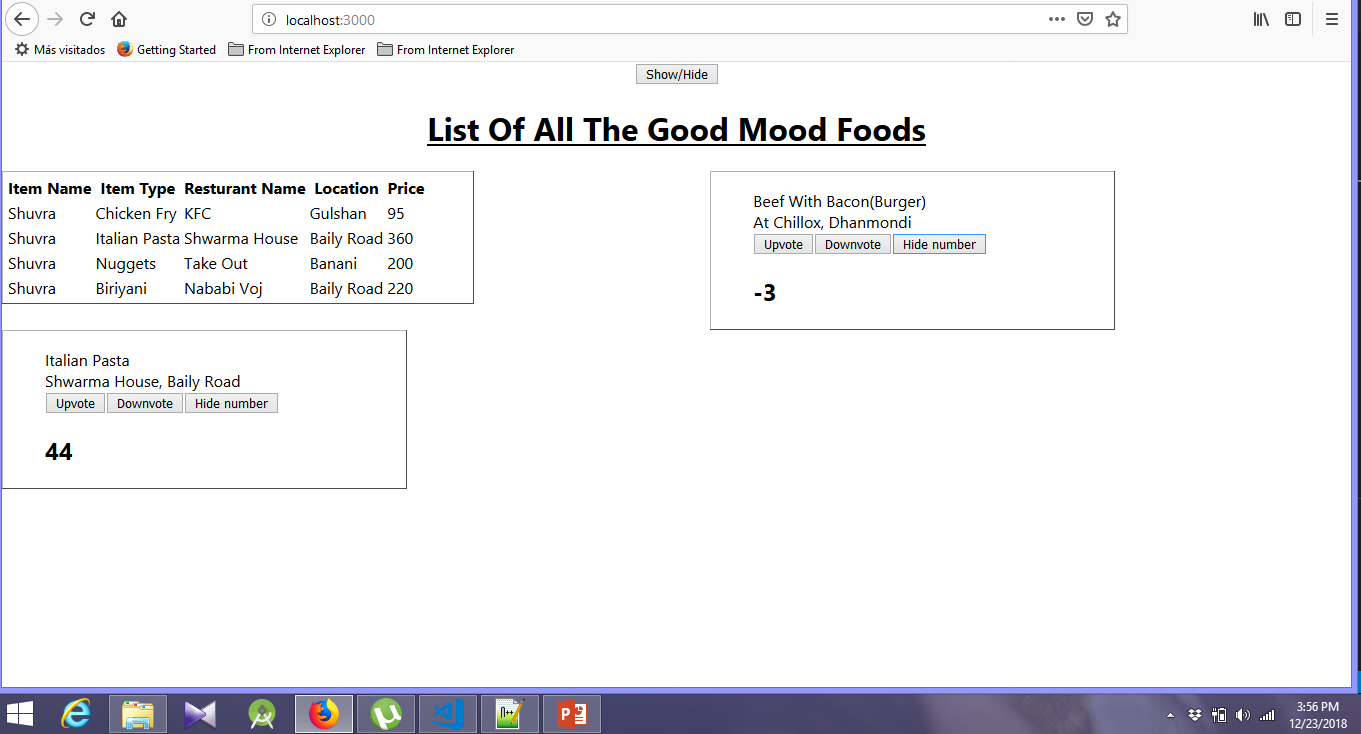 localhost:3000
Más visitados Getting Started From Internet Explorer From Internet Explorer
Show/Hide
List Of All The Good Mood Foods
Item Name Item Type Resturant Name Location Price
Shuvra Chicken Fry KFC Gulshan 95
Shuvra Italian Pasta Shwarma House Baily Road 360
Shuvra Nuggets Take Out Banani 200
Shuvra Biriyani Nababi Voj Baily Road 220
Beef With Bacon(Burger)
At Chillox, Dhanmondi
Upvote Downvote Hide number
-3
Italian Pasta
Shwarma House, Baily Road
Upvote Downvote Hide number
44
3:56 PM
12/23/2018